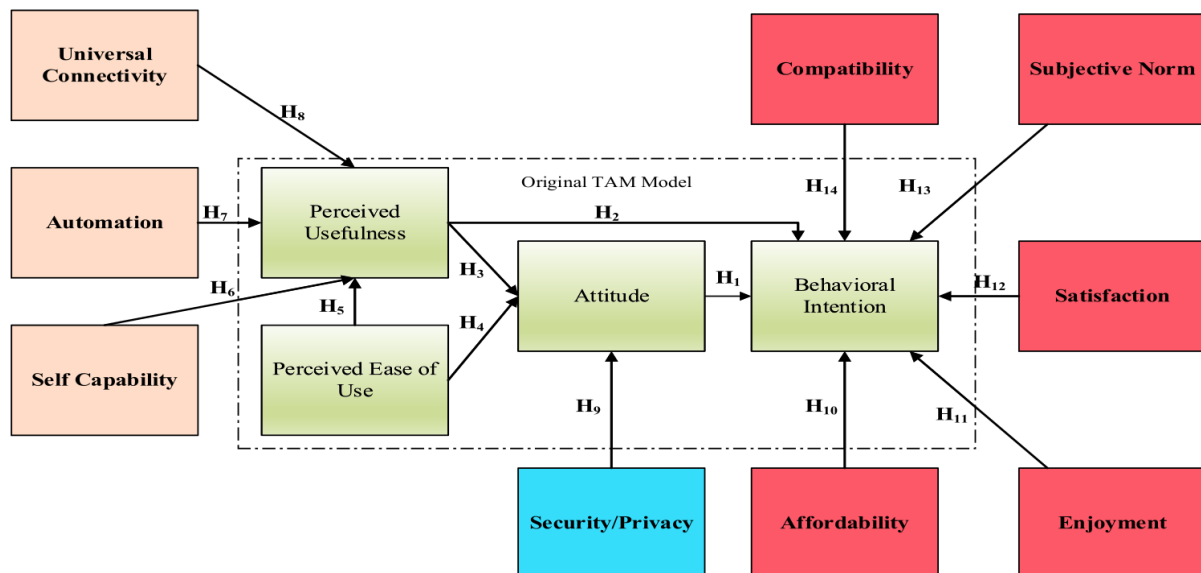 Universal
Connectivity
Compatibility
Subjective Norm
H₈
Original TAM Model
H₁₄
H₁₃
Automation
H₇
Perceived
Usefulness
H₂
H₃
H₆
H₅
Attitude
H₁
Behavioral
Intention
H₁₂
Satisfaction
H₄
Self Capability
Perceived Ease of
Use
H₉
H₁₀
H₁₁
Security/Privacy
Affordability
Enjoyment